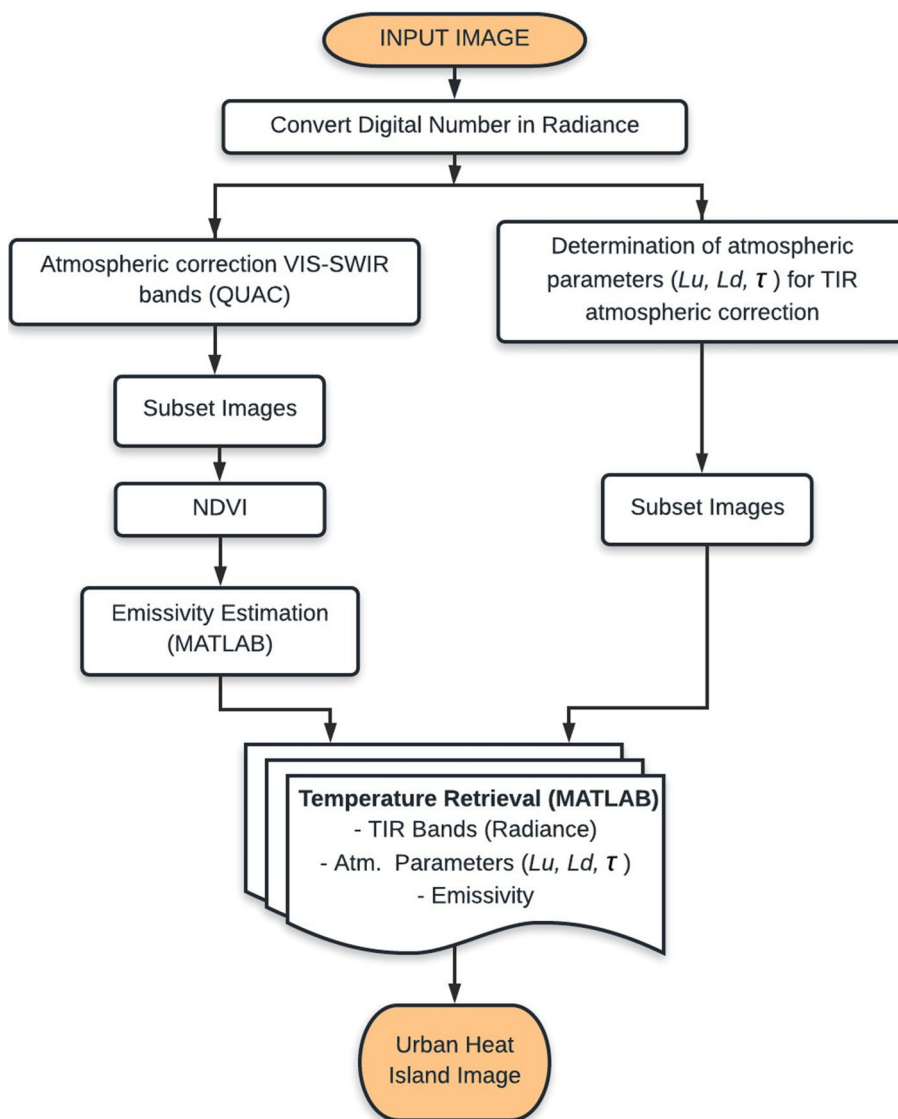 INPUT IMAGE
Convert Digital Number in Radiance
Atmospheric correction VIS-SWIR
bands (QUAC)
Subset Images
NDVI
Emissivity Estimation
(MATLAB)
Determination of atmospheric
parameters (Lu, Ld, τ ) for TIR
atmospheric correction
Subset Images
Temperature Retrieval (MATLAB)
- TIR Bands (Radiance)
- Atm. Parameters (Lu, Ld, τ )
- Emissivity
Urban Heat
Island Image